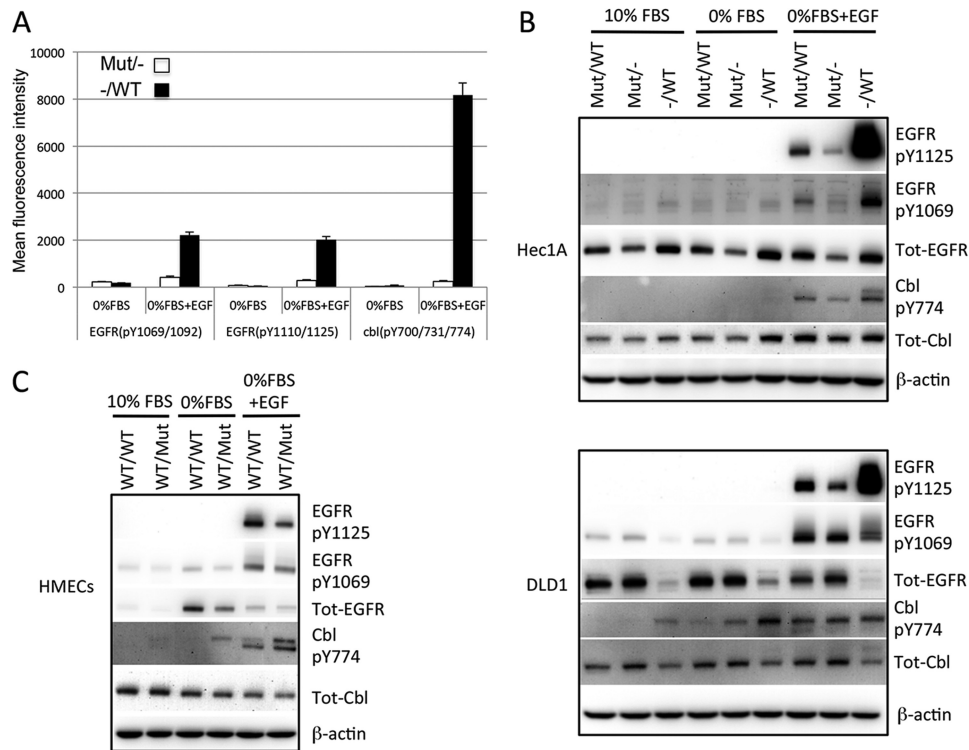 A
Mut/-
-/WT
Mean fluorescence intensity
10000
8000
6000
4000
2000
0
0%FBS 0%FBS+EGF 0%FBS 0%FBS+EGF 0%FBS 0%FBS+EGF
EGFR(pY1069/1092) EGFR(pY1110/1125) cbl(pY700/731/774)
B
10% FBS 0% FBS 0%FBS+EGF
Mut/WT Mut/- -/WT Mut/WT Mut/- -/WT Mut/WT Mut/- -/WT
Hec1A
EGFR
pY1125
EGFR
pY1069
Tot-EGFR
Cbl
pY774
Tot-Cbl
β-actin
DLD1
EGFR
pY1125
EGFR
pY1069
Tot-EGFR
Cbl
pY774
Tot-Cbl
β-actin
C
10% FBS 0%FBS 0%FBS
+EGF
WT/WT WT/Mut WT/WT WT/Mut WT/WT WT/Mut
HMECs
EGFR
pY1125
EGFR
pY1069
Tot-EGFR
Cbl
pY774
Tot-Cbl
β-actin